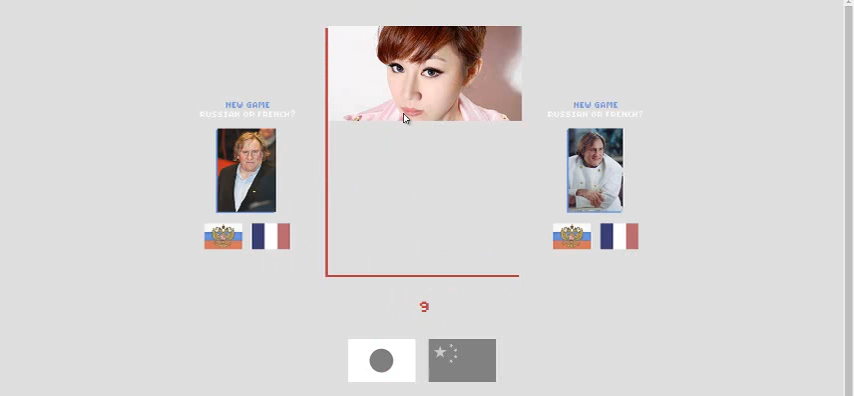 NEW GAME
RUSSIAN OR FRENCH?
NEW GAME
RUSSIAN OR FRENCH?
9